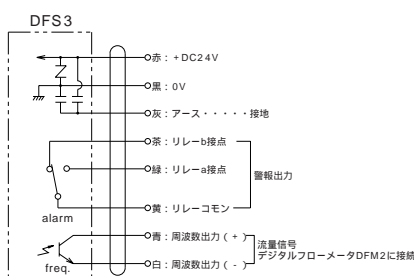 DFS3
赤：+DC24V
黒：0V
灰：アース・・・・・接地
茶：リレーb接点
緑：リレーa接点
警報出力
黄：リレーコモン
alarm
青：周波数出力(+)
流量信号
デジタルフローメータDFM2に接続
白：周波数出力(-)
freq.